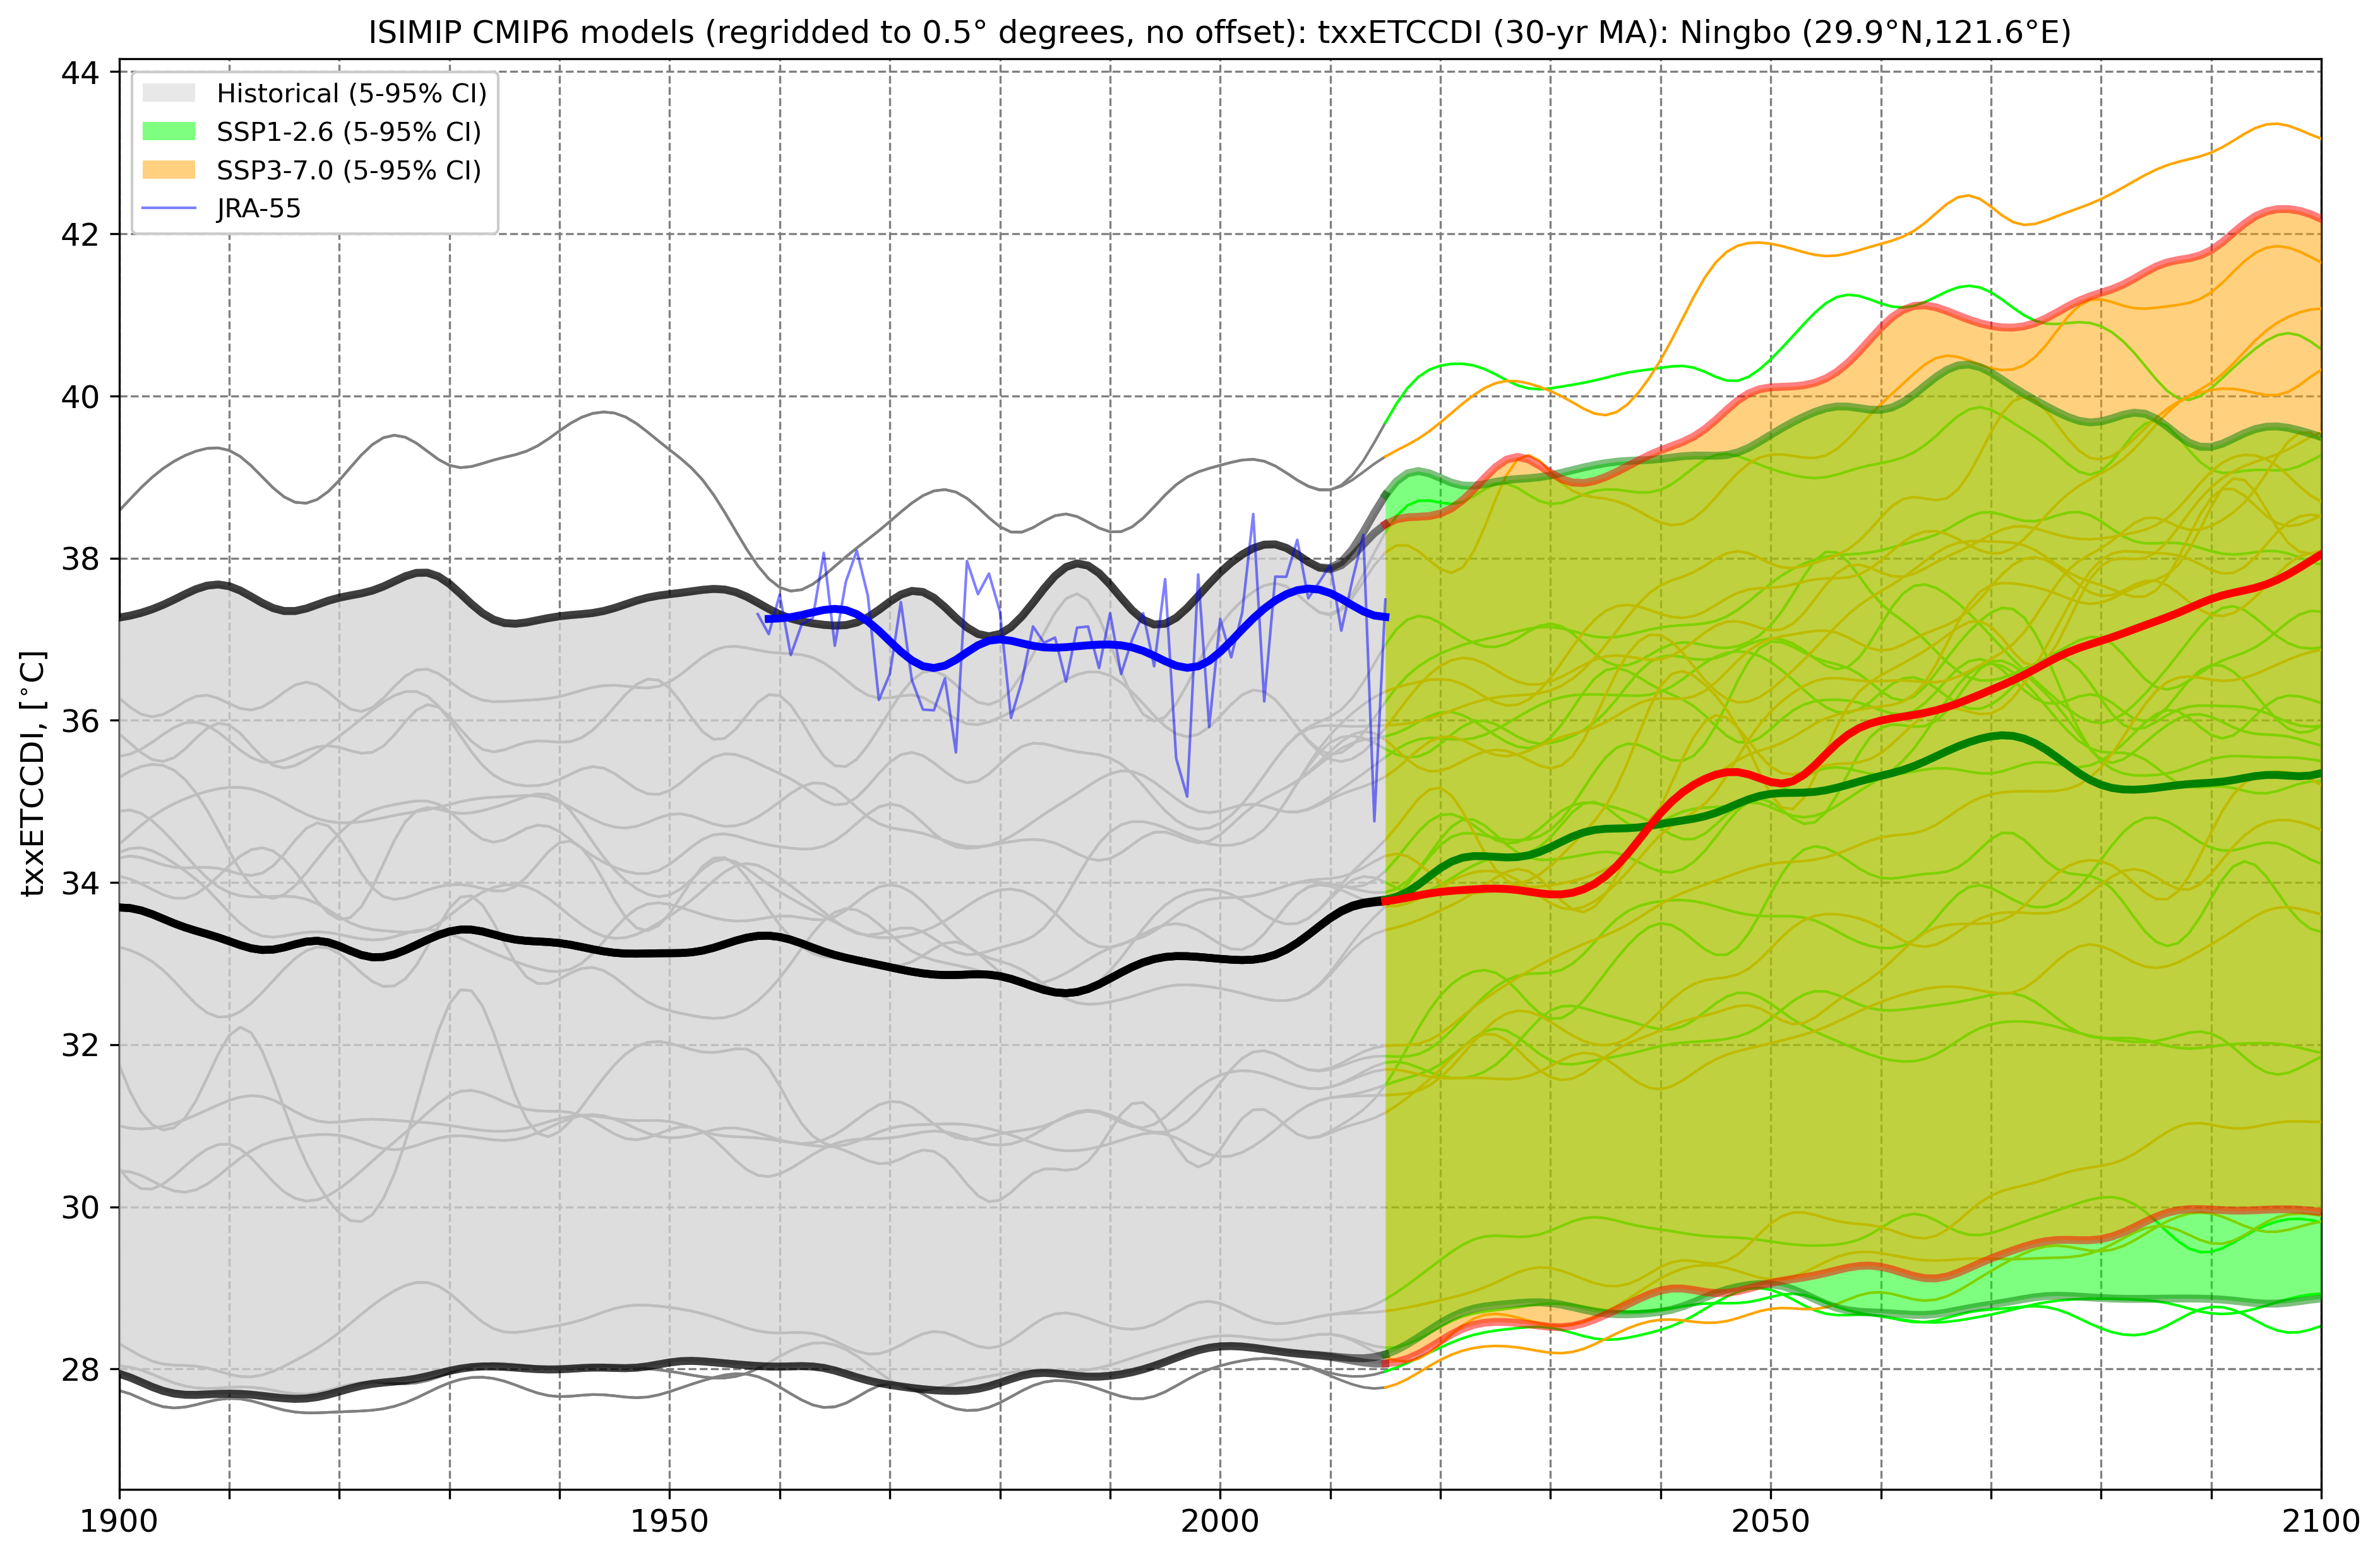 ISIMIP CMIP6 models (regridded to 0.5° degrees, no offset): txxETCCDI (30-yr MA): Ningbo (29.9°N,121.6°E)
Historical (5-95% CI)
SSP1-2.6 (5-95% CI)
SSP3-7.0 (5-95% CI)
JRA-55
txxETCCDI, [°C]
44
42
40
38
36
34
32
30
28
1900
1950
2000
2050
2100